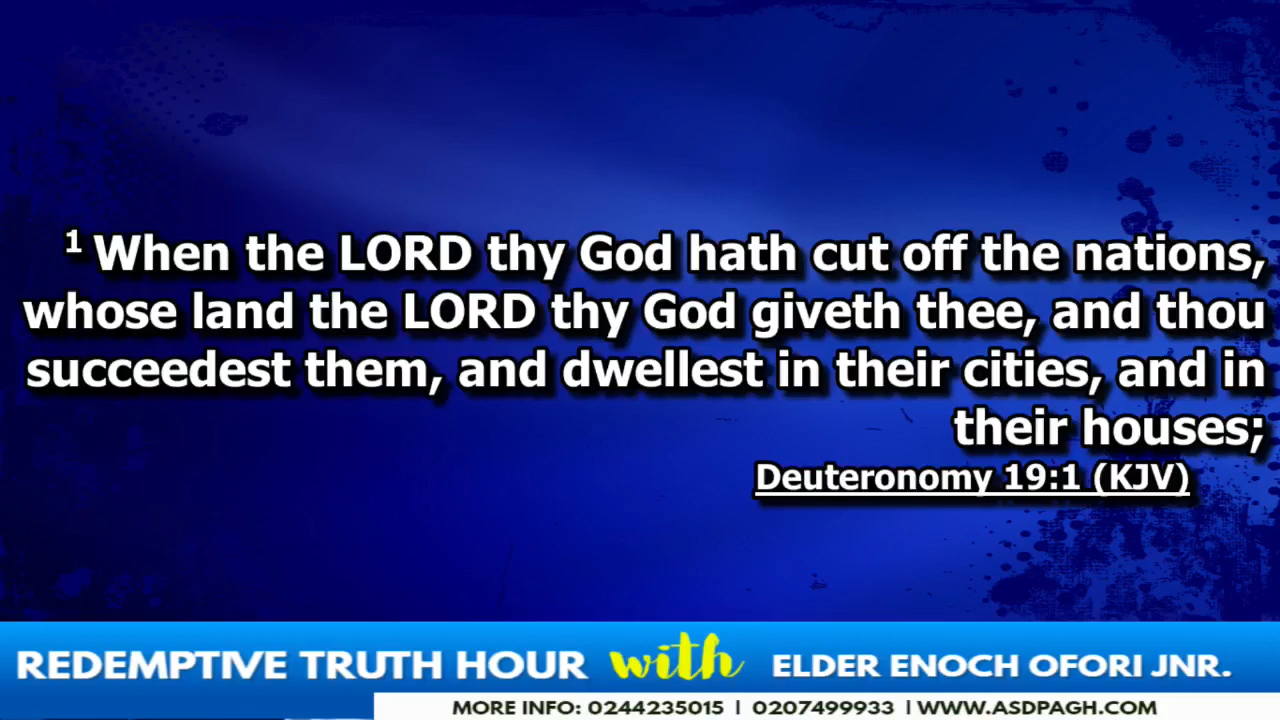 1 When the LORD thy God hath cut off the nations,
whose land the LORD thy God giveth thee, and thou
succeedest them, and dwellest in their cities, and in
their houses;
Deuteronomy 19:1 (KJV)
REDEMPTIVE TRUTH HOUR with ELDER ENOCH OFORI JNR.
MORE INFO: 0244235015 | 0207499933 | WWW.ASDPAGH.COM